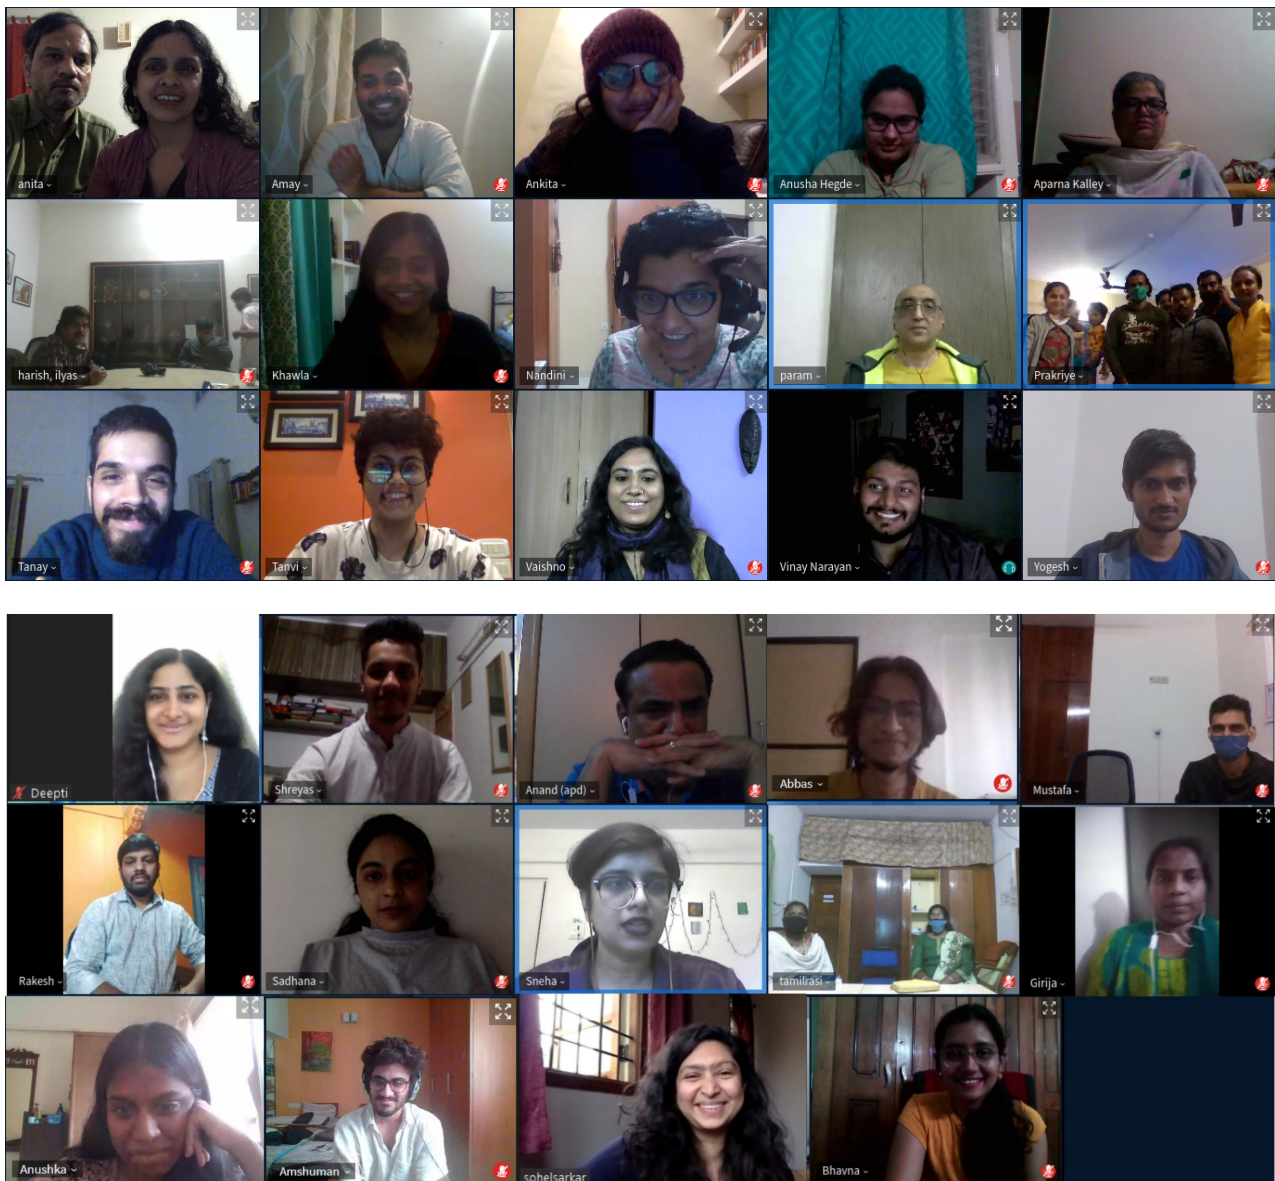 anita
Amay
Ankita
Anusha Hegde
Aparna Kalley
harish, ilyas
Khawla
Nandini
param
Prakriye
Tanay
Tanvi
Vaishno
Vinay Narayan
Yogesh
Deepti
Shreyas
Anand (apd)
Abbas
Mustafa
Rakesh
Sadhana
Sneha
tamilrasi
Girija
Anushka
Amshuman
sohelsarkar
Bhavna